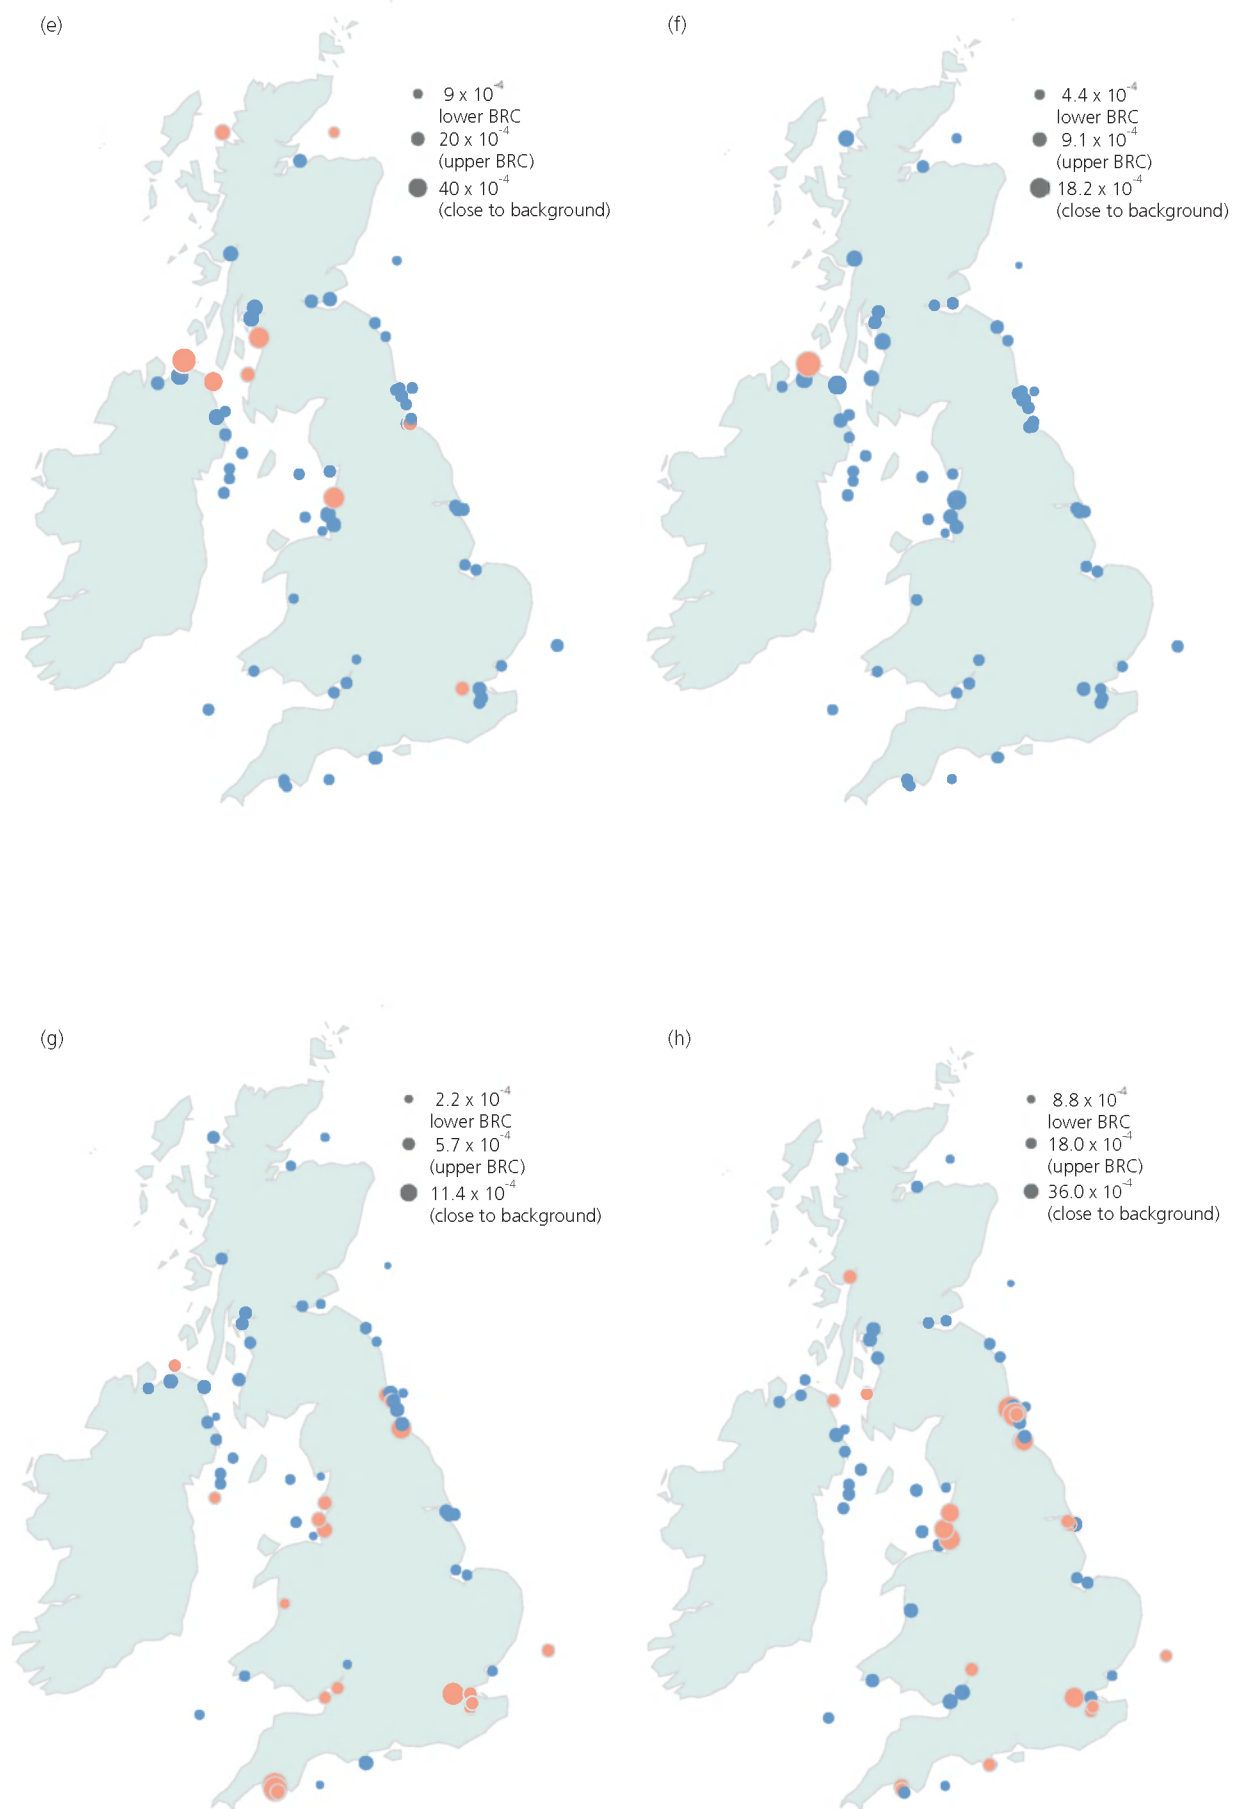 (e)
9 x 10-4
lower BRC
20 x 10-4
(upper BRC)
40 x 10-4
(close to background)
(f)
4.4 x 10-4
lower BRC
9.1 x 10-4
(upper BRC)
18.2 x 10-4
(close to background)
(g)
2.2 x 10-4
lower BRC
5.7 x 10-4
(upper BRC)
11.4 x 10-4
(close to background)
(h)
8.8 x 10-4
lower BRC
18.0 x 10-4
(upper BRC)
36.0 x 10-4
(close to background)